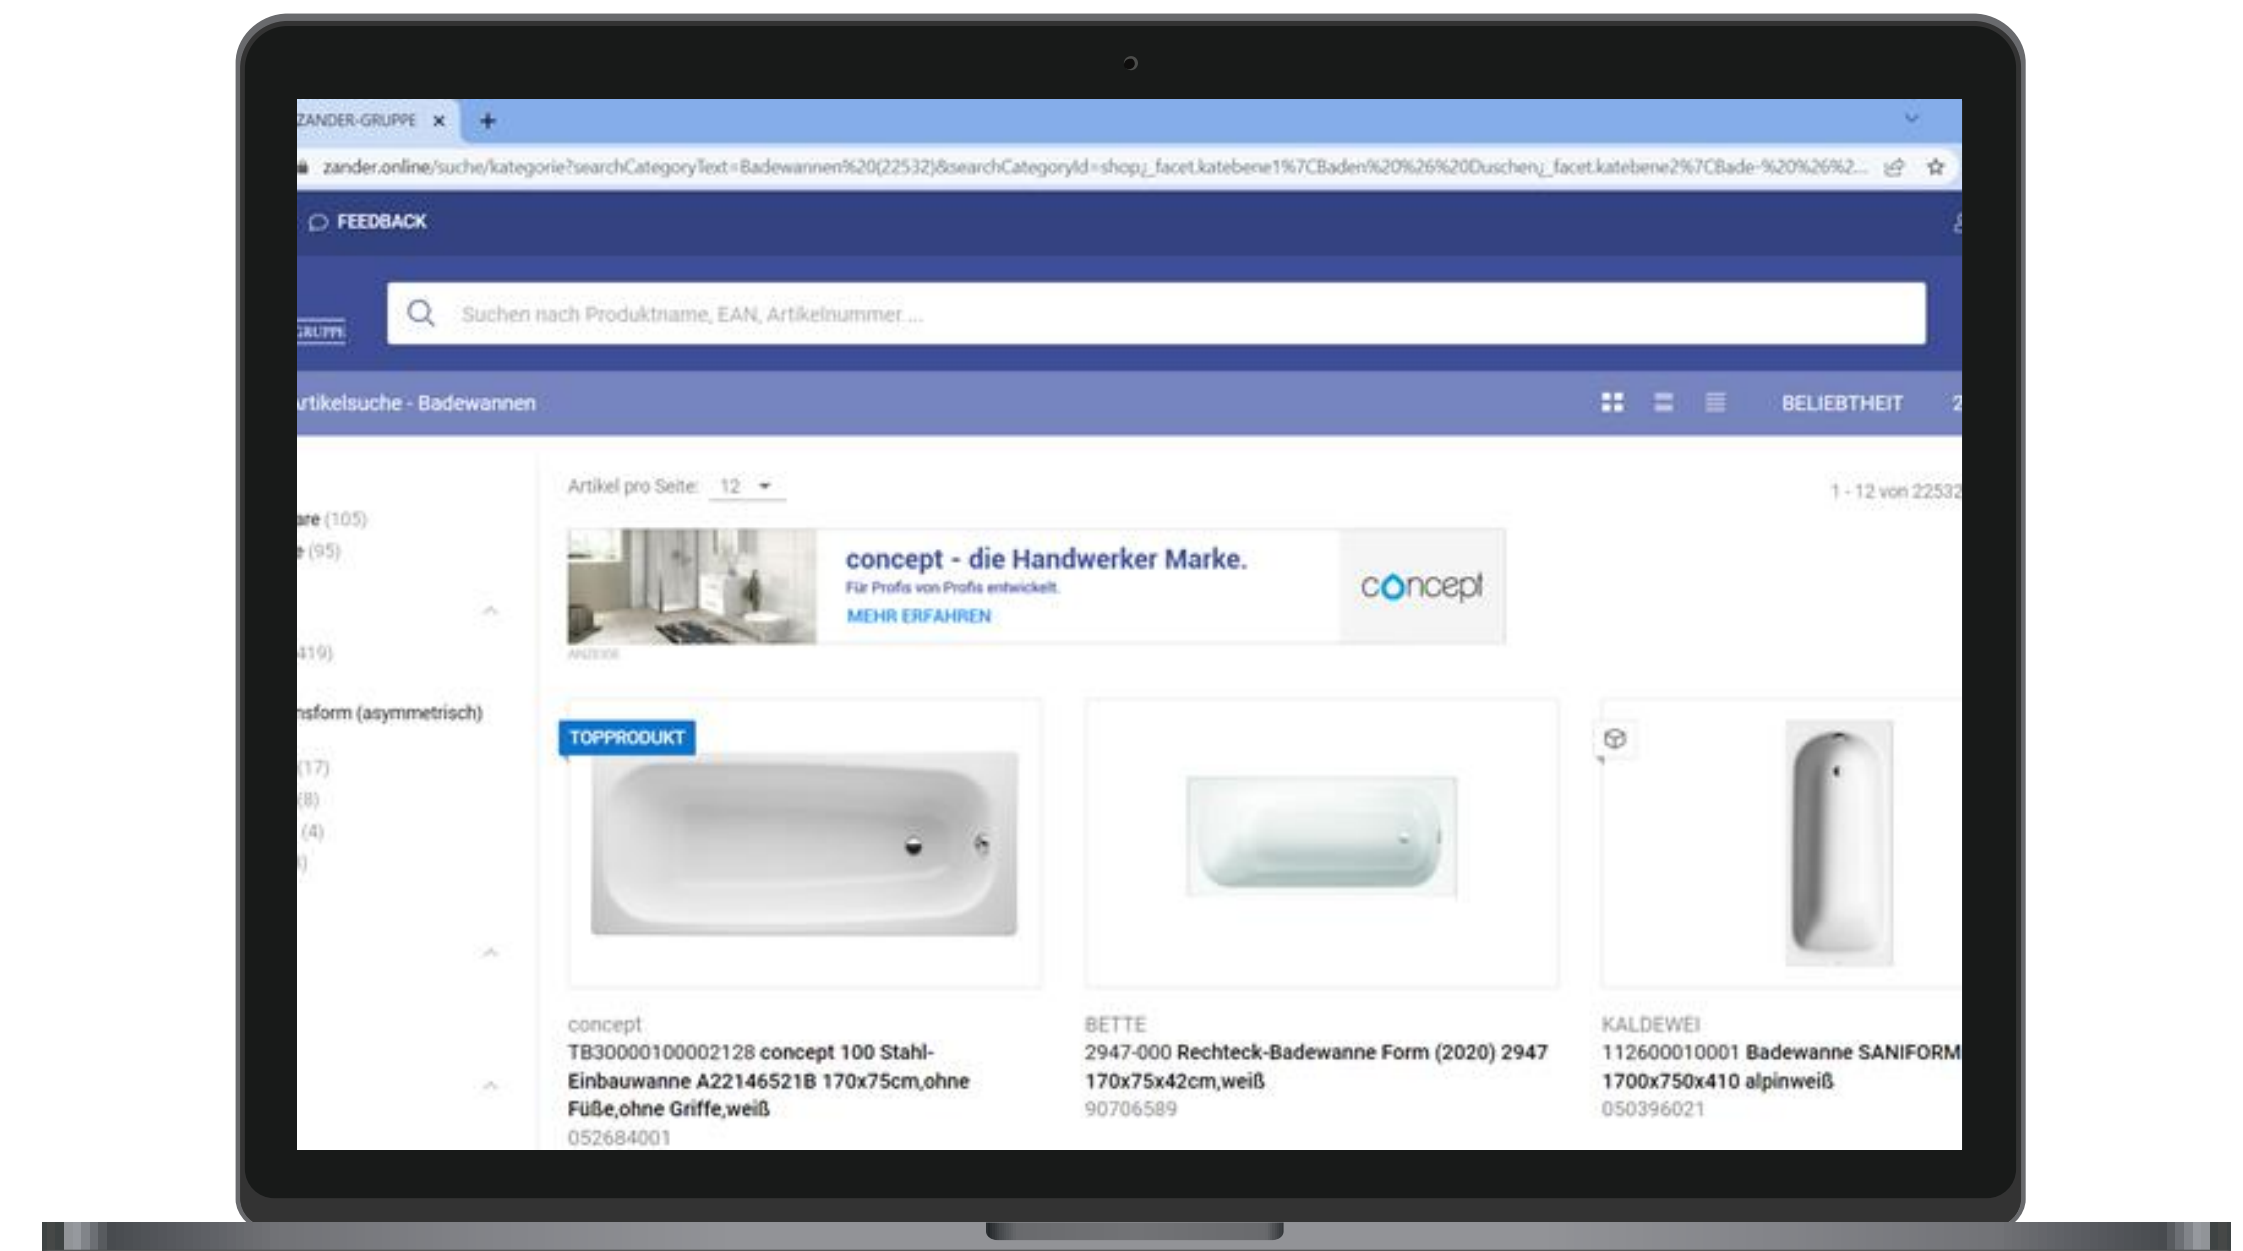 ZANDER-GRUPPE
zander.online/suche/kategorie?searchCategoryText=Badewannen%20(22532)&searchCategoryId=shop¿_facet.katebene1%7CBaden%20%26%20Duschen¿_facet.katebene2%7CBade-%20%26%2...
FEEDBACK
GRUPPE
Suchen nach Produktname, EAN, Artikelnummer ...
rtikelsuche - Badewannen
BELIEBTHEIT
2
Artikel pro Seite: 12
1 - 12 von 22532
are (105)
e (95)
419)
nsform (asymmetrisch)
(17)
(8)
(4)
concept - die Handwerker Marke.
Für Profis von Profis entwickelt.
MEHR ERFAHREN
concept
ANZEIGE
TOPPRODUKT
concept
TB30000100002128 concept 100 Stahl-
Einbauwanne A22146521B 170x75cm,ohne
Füße,ohne Griffe,weiß
052684001
BETTE
2947-000 Rechteck-Badewanne Form (2020) 2947
170x75x42cm,weiß
90706589
KALDEWEI
112600010001 Badewanne SANIFORM
1700x750x410 alpinweiß
050396021